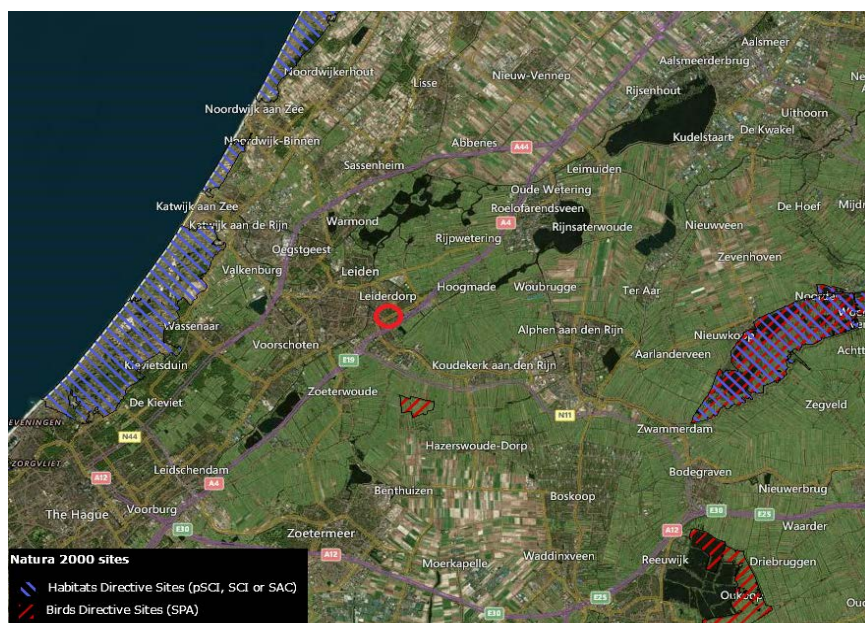 Aalsmeer
Aalsmeerderbrug
Noordwijkerhout
Nieuw-Vennep
Lisse
Rijsenhout
Noordwijk aan Zee
Uithoorn
De Kwakel
Kudelstaart
Noordwijk-Binnen
Abbenes
A44
Sassenheim
Leimuiden
Oude Wetering
De Hoef
Katwijk aan Zee
Roelofarendsveen
Katwijk aan de Rijn
Warmond
A4
Rijnsaterwoude
Nieuwveen
Rijpwetering
Oegstgeest
Zevenhoven
Valkenburg
Leiden
Hoogmade
Woubrugge
Ter Aar
Leiderdorp
Wassenaar
Alphen aan den Rijn
Nieuwkoop
Voorschoten
Aarlanderveen
E19
Kievietsduin
Koudekerk aan den Rijn
Zoeterwoude
Zegveld
De Kieviet
N11
Zwammerdam
N44
Hazerswoude-Dorp
ZORGVLIET
Leidschendam
A12
A4
Bodegraven
Benthuizen
Boskoop
Nieuwerbrug
The Hague
Voorburg
E30
E25
E30
Zoetermeer
A12
Waarder
A12
Natura 2000 sites
Waddinxveen
Reeuwijk
Driebruggen
Moerkapelle
Habitats Directive Sites (pSCI, SCI or SAC)
E25
Birds Directive Sites (SPA)
E30